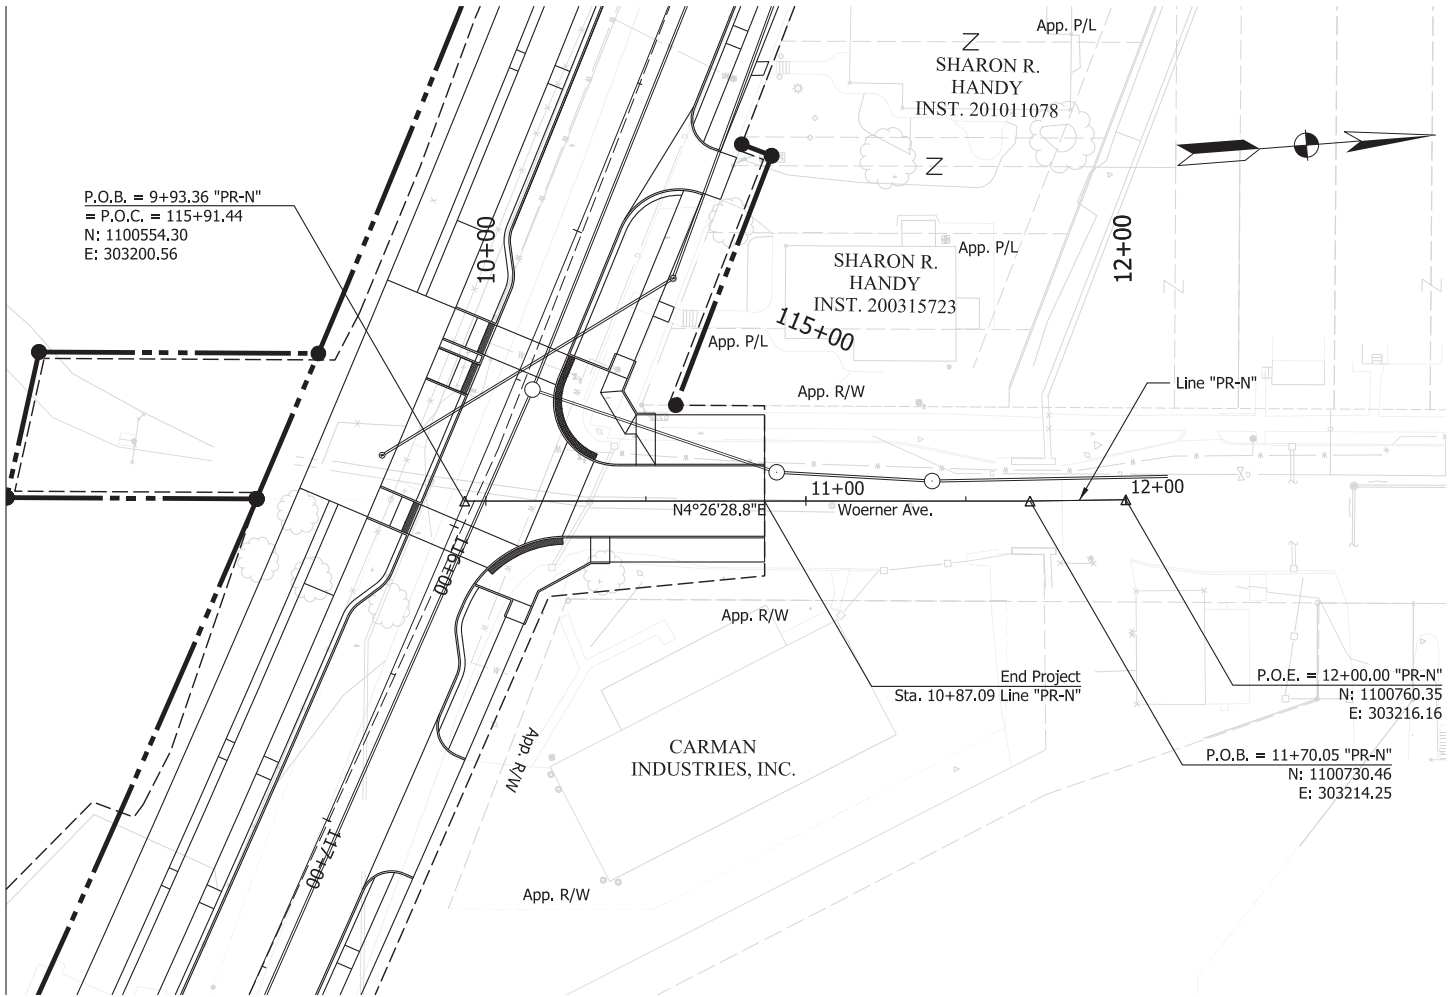 App. P/L
SHARON R.
HANDY
INST. 201011078
P.O.B. = 9+93.36 "PR-N"
= P.O.C. = 115+91.44
N: 1100554.30
E: 303200.56
10+00
12+00
App. P/L
SHARON R.
HANDY
INST. 200315723
115+00
App. P/L
App. R/W
Line "PR-N"
11+00
12+00
N4°26'28.8"E
Woerner Ave.
116+00
App. R/W
End Project
Sta. 10+87.09 Line "PR-N"
P.O.E. = 12+00.00 "PR-N"
N: 1100760.35
E: 303216.16
App. R/W
CARMAN
INDUSTRIES, INC.
P.O.B. = 11+70.05 "PR-N"
N: 1100730.46
E: 303214.25
117+00
App. R/W